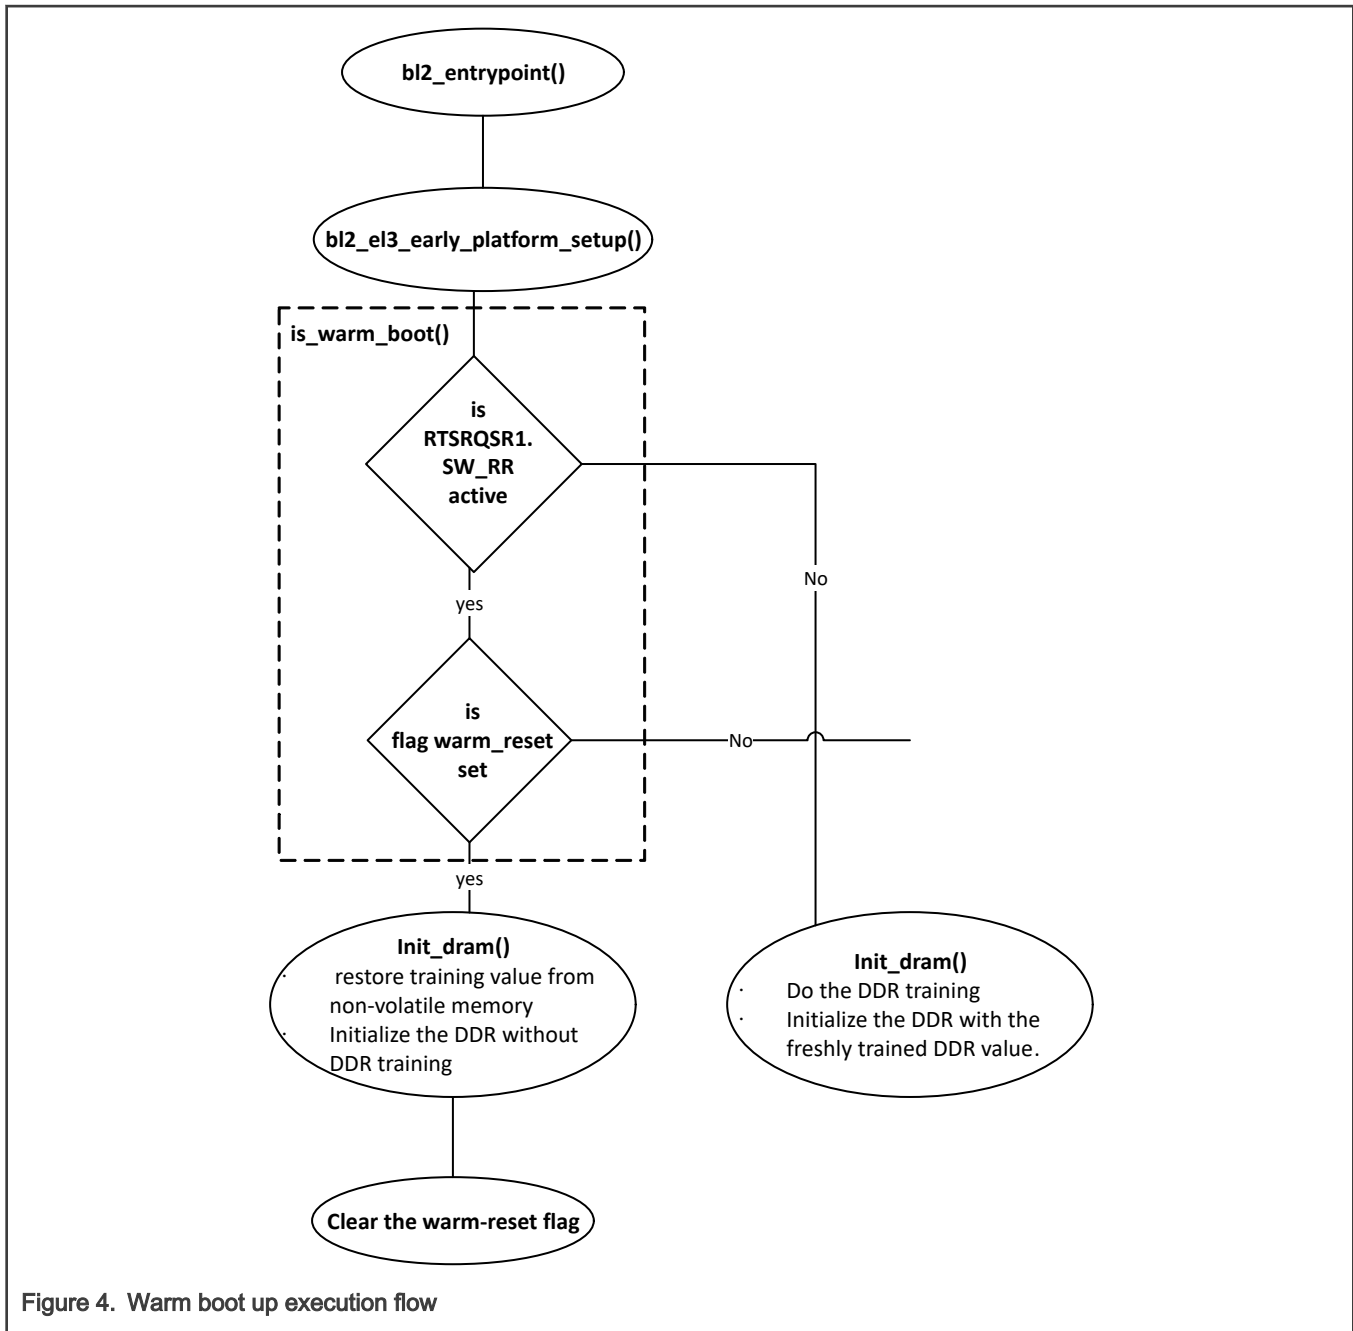 bl2_entrypoint()
bl2_el3_early_platform_setup()
is_warm_boot()
is
RTSRQSR1.
SW_RR
active
No
yes
is
flag warm_reset
set
No
yes
Init_dram()
· restore training value from
non-volatile memory
· Initialize the DDR without
DDR training
Init_dram()
· Do the DDR training
· Initialize the DDR with the
freshly trained DDR value.
Clear the warm-reset flag
Figure 4. Warm boot up execution flow